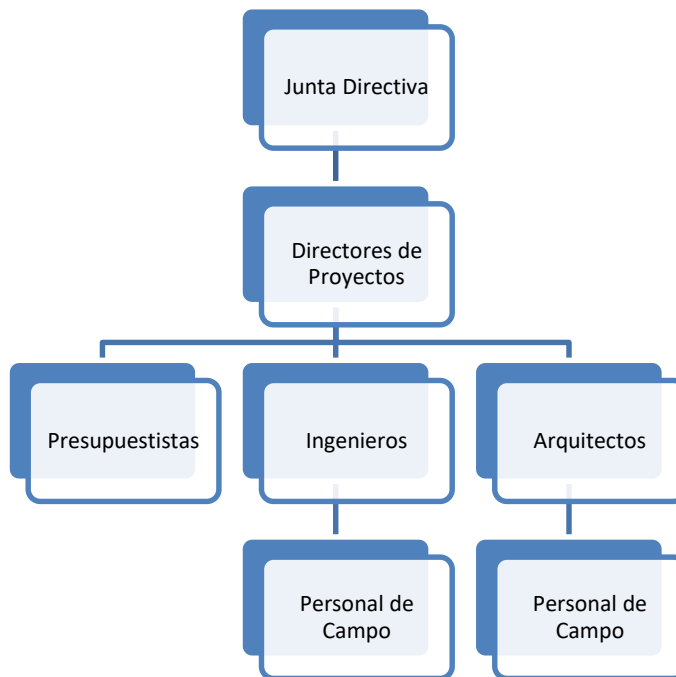 Junta Directiva
Directores de
Proyectos
Presupuestistas
Ingenieros
Arquitectos
Personal de
Campo
Personal de
Campo